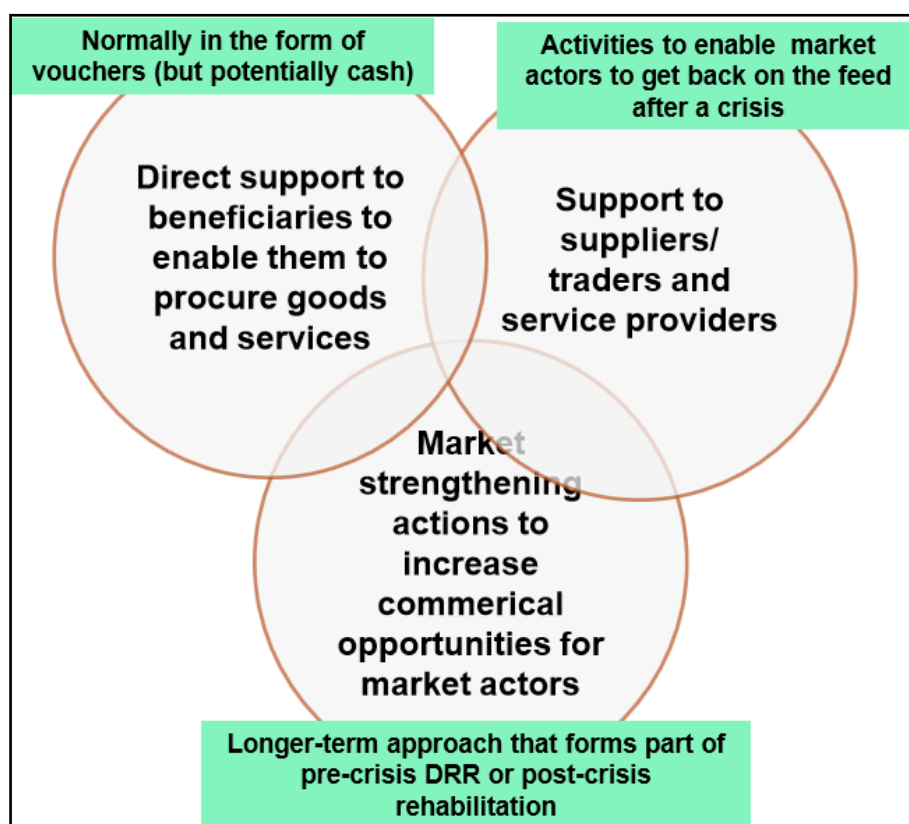 Normally in the form of
vouchers (but potentially cash)
Activities to enable market
actors to get back on the feed
after a crisis
Direct support to
beneficiaries to
enable them to
procure goods
and services
Support to
suppliers/
traders and
service providers
Market
strengthening
actions to
increase
commerical
opportunities for
market actors
Longer-term approach that forms part of
pre-crisis DRR or post-crisis
rehabilitation